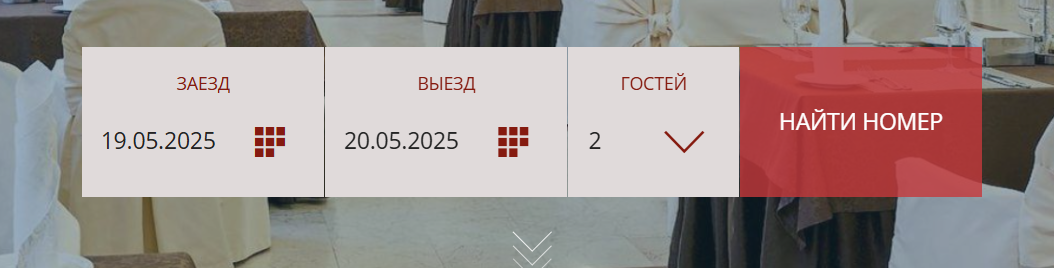 ЗАЕЗД
19.05.2025
ВЫЕЗД
20.05.2025
ГОСТЕЙ
2
НАЙТИ НОМЕР